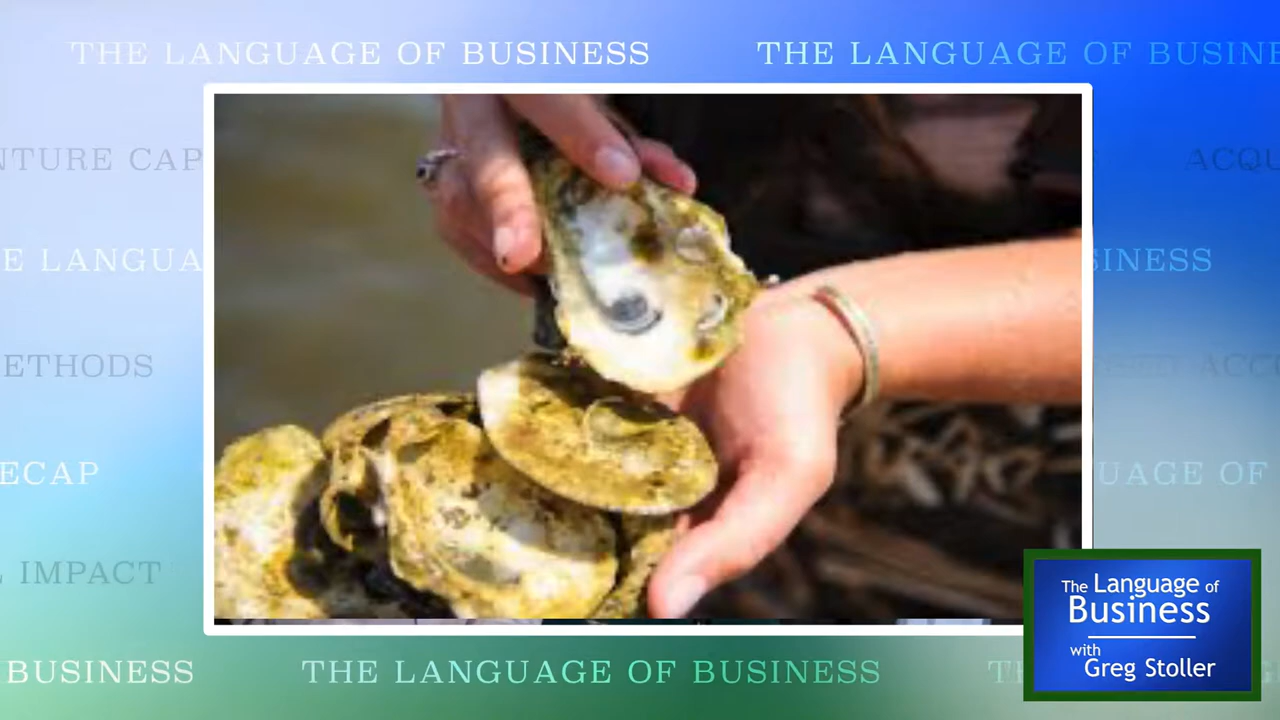 THE LANGUAGE OF BUSINESS THE LANGUAGE OF BUSINE
NTURE CAP ACQU
E LANGUA SINESS
ETHODS ACC
ECAP UAGE OF
IMPACT
The Language of
Business
with
Greg Stoller
BUSINESS THE LANGUAGE OF BUSINESS